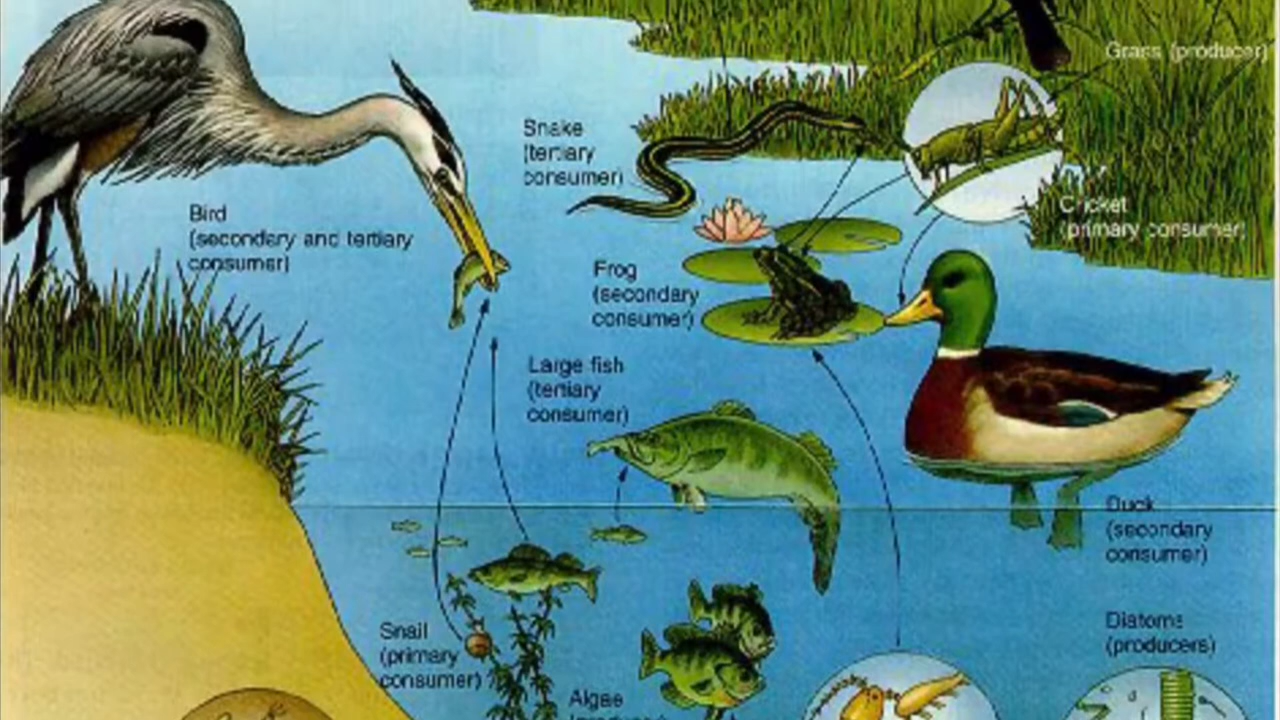 Grass (producer)
Snake
(tertiary
consumer)
Cricket
(primary consumer)
Bird
(secondary and tertiary
consumer)
Frog
(secondary
consumer)
Large fish
(tertiary
consumer)
Duck
(secondary
consumer)
Diatoms
(producers)
Snail
(primary
consumer)
Algae